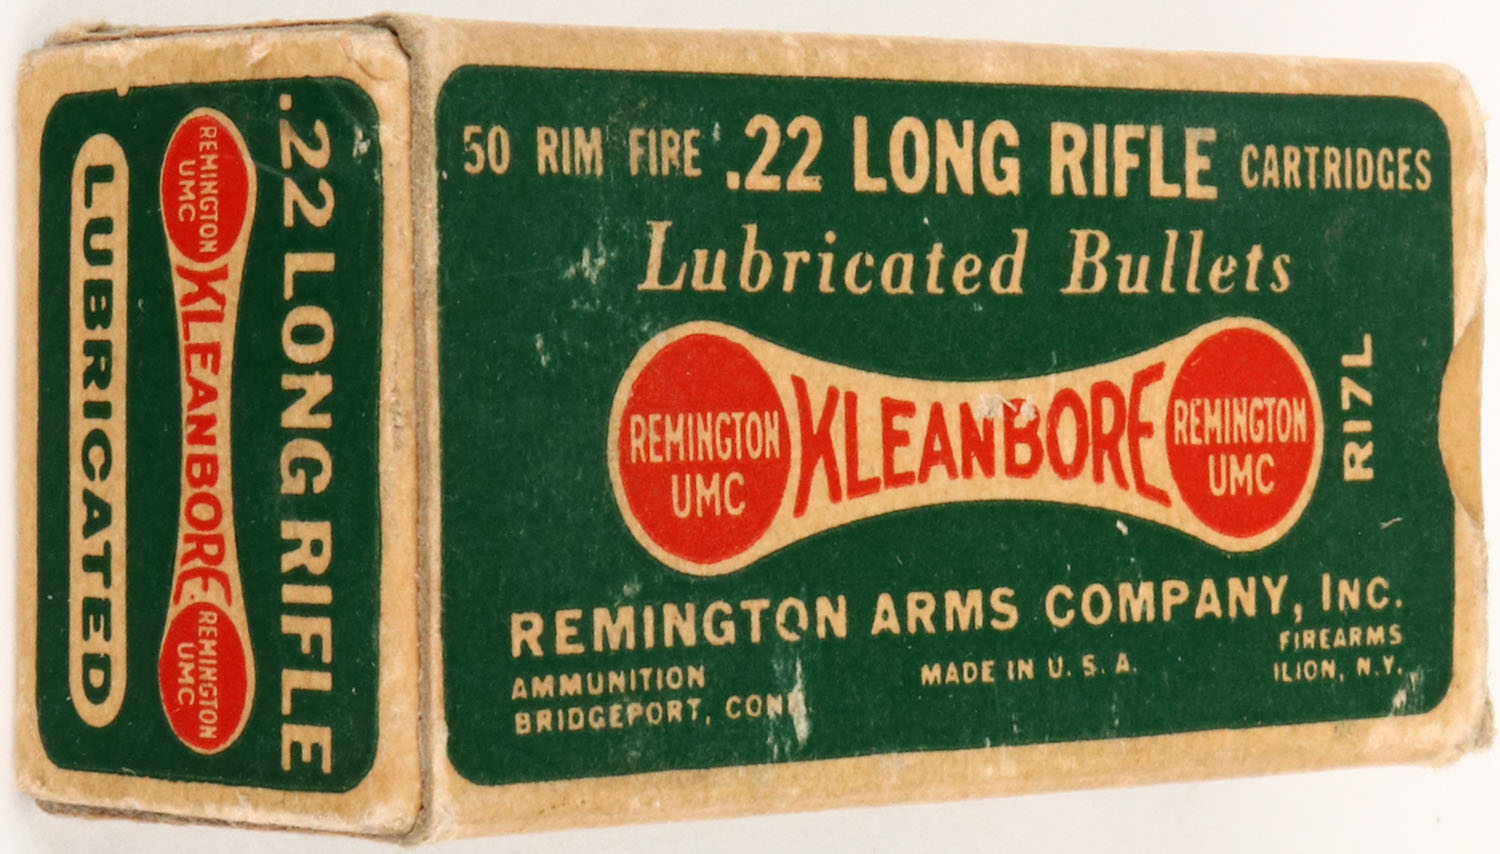 .22 LONG RIFLE
REMINGTON
UMC
KLEANBORE
REMINGTON
UMC
LUBRICATED
50 RIM FIRE .22 LONG RIFLE CARTRIDGES
Lubricated Bullets
REMINGTON
UMC
KLEANBORE
REMINGTON
UMC
R17L
REMINGTON ARMS COMPANY, INC.
AMMUNITION
BRIDGEPORT, CONN
MADE IN U. S. A.
FIREARMS
ILION, N.Y.